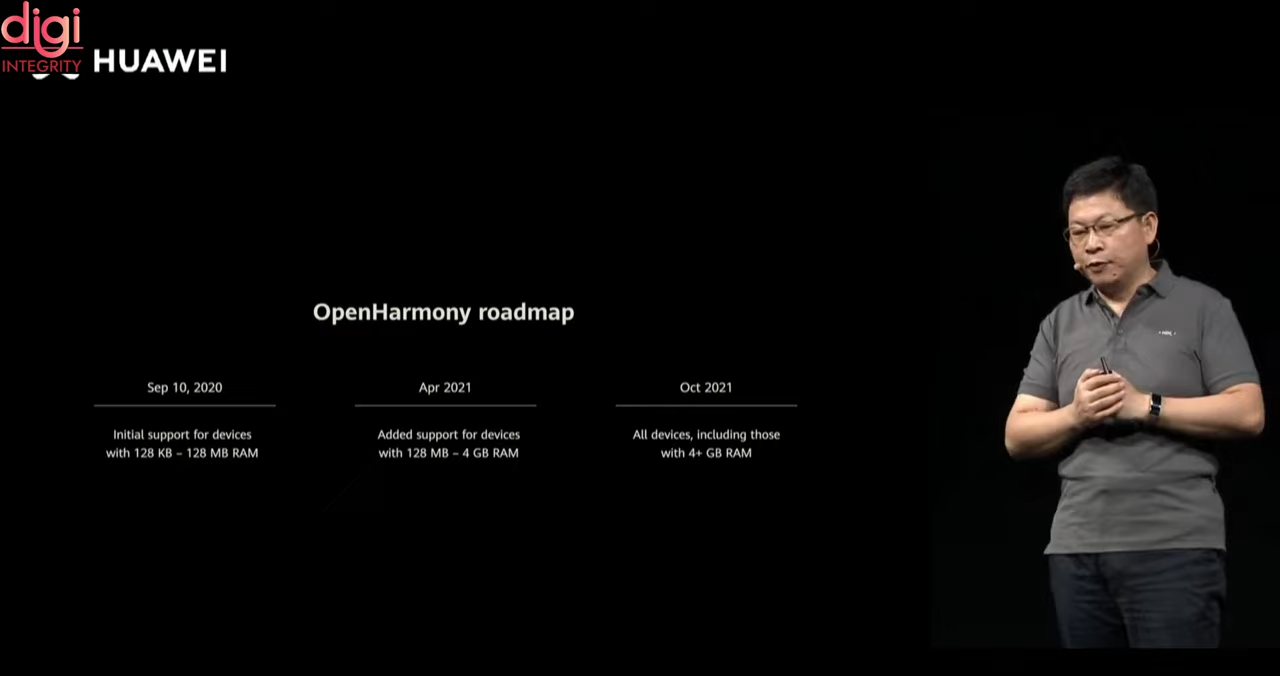 digi
INTEGRITY
HUAWEI
OpenHarmony roadmap
Sep 10, 2020
Initial support for devices
with 128 KB – 128 MB RAM
Apr 2021
Added support for devices
with 128 MB – 4 GB RAM
Oct 2021
All devices, including those
with 4+ GB RAM